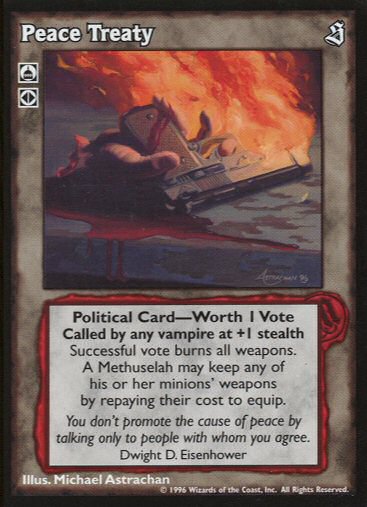 Peace Treaty
Astrachan 95
Political Card—Worth 1 Vote
Called by any vampire at +1 stealth
Successful vote burns all weapons.
A Methuselah may keep any of
his or her minions' weapons
by repaying their cost to equip.
You don't promote the cause of peace by
talking only to people with whom you agree.
Dwight D. Eisenhower
Illus. Michael Astrachan
© 1996 Wizards of the Coast, Inc. All Rights Reserved.